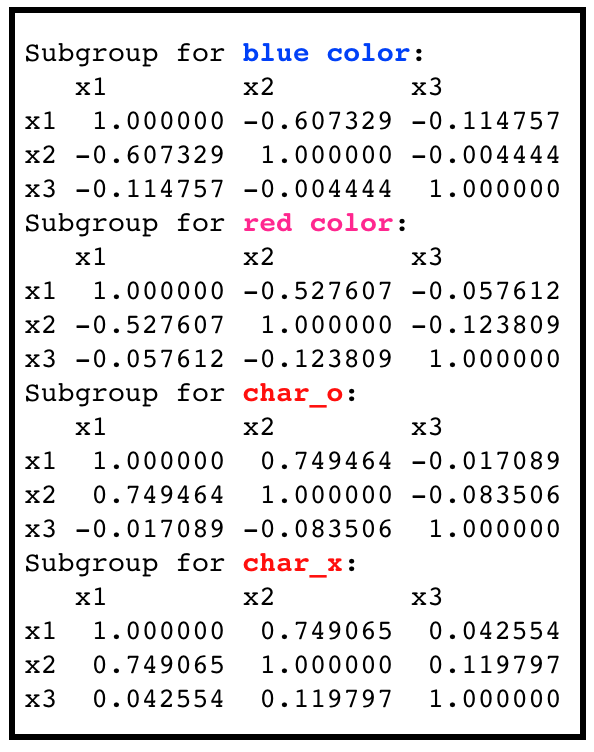 Subgroup for blue color:
   x1        x2        x3
x1  1.000000 -0.607329 -0.114757
x2 -0.607329  1.000000 -0.004444
x3 -0.114757 -0.004444  1.000000
Subgroup for red color:
   x1        x2        x3
x1  1.000000 -0.527607 -0.057612
x2 -0.527607  1.000000 -0.123809
x3 -0.057612 -0.123809  1.000000
Subgroup for char_o:
   x1        x2        x3
x1  1.000000  0.749464 -0.017089
x2  0.749464  1.000000 -0.083506
x3 -0.017089 -0.083506  1.000000
Subgroup for char_x:
   x1        x2        x3
x1  1.000000  0.749065  0.042554
x2  0.749065  1.000000  0.119797
x3  0.042554  0.119797  1.000000